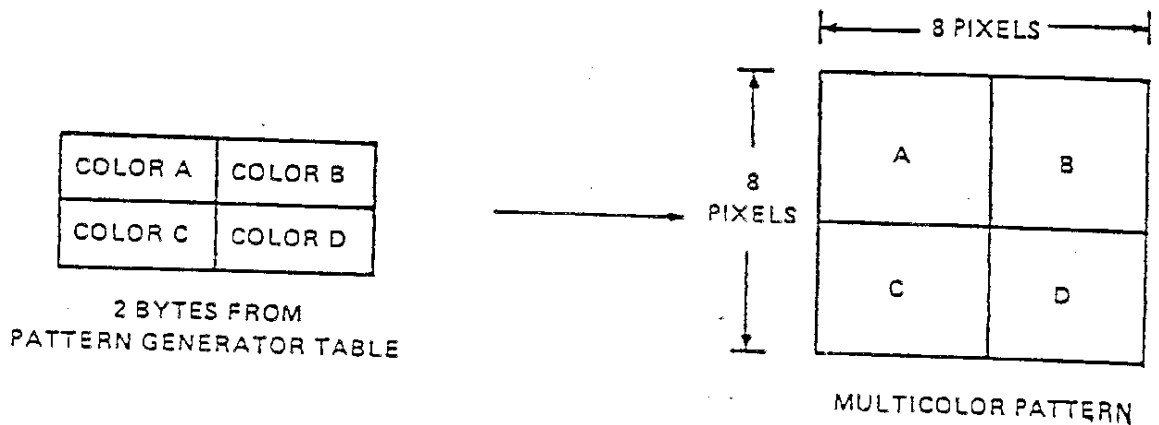 8 PIXELS
COLOR A COLOR B
COLOR C COLOR D
2 BYTES FROM
PATTERN GENERATOR TABLE
8
PIXELS
A B
C D
MULTICOLOR PATTERN